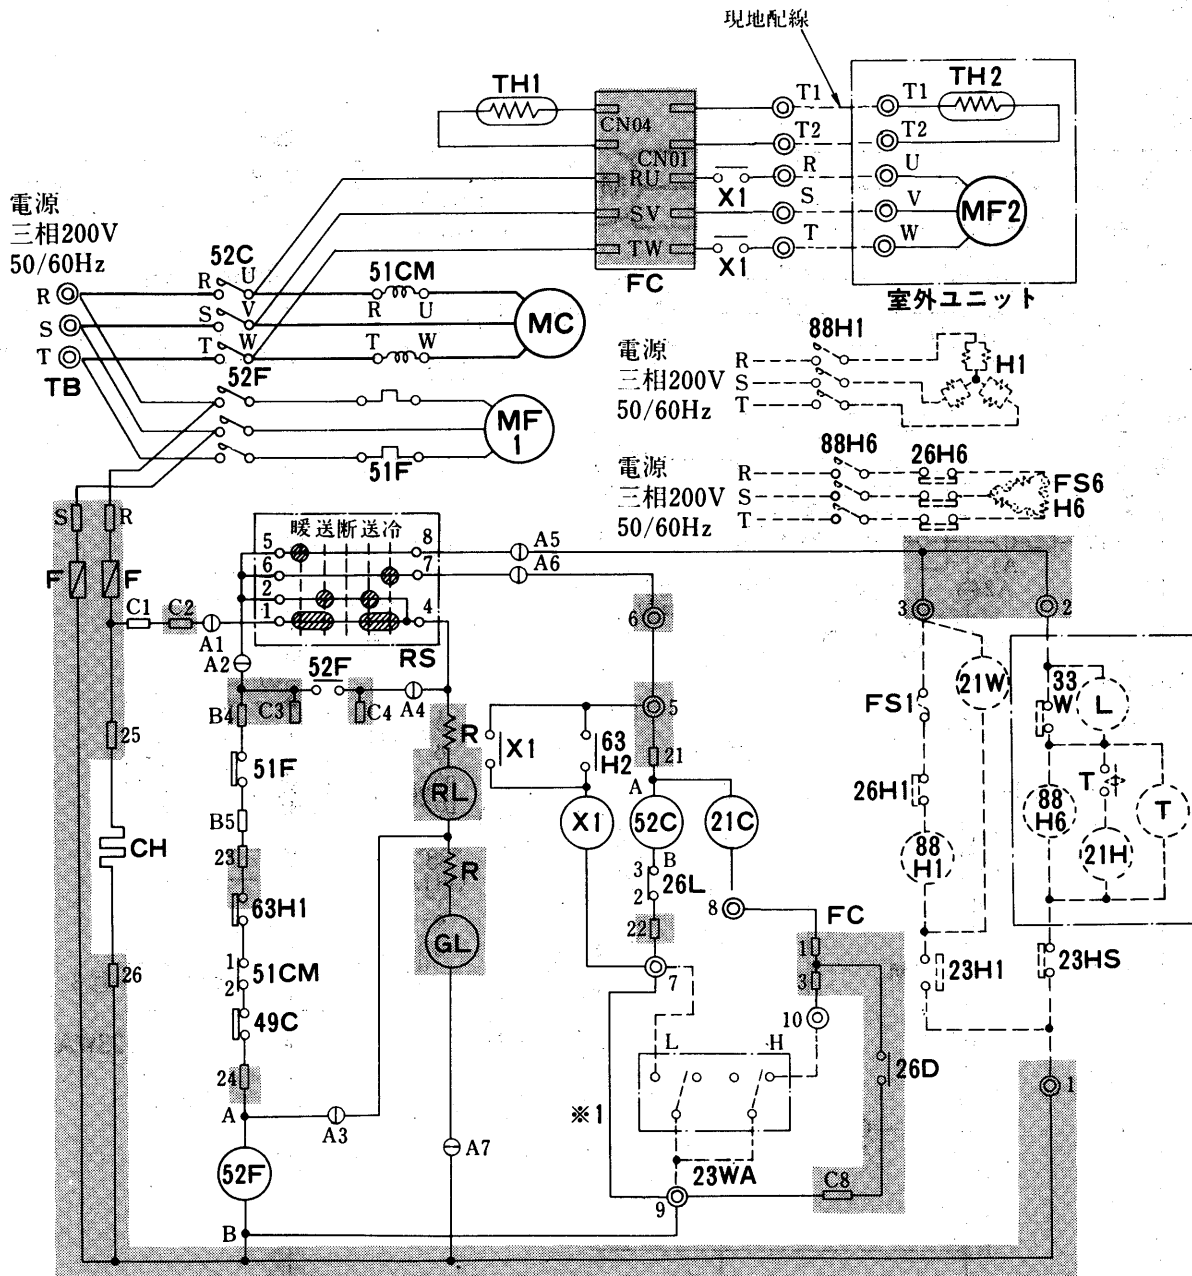 現地配線
TH1
CN04
CN01
RU
SV
TW
FC
X1
X1
T1
T2
R
S
T
T1
T2
U
V
W
TH2
MF2
室外ユニット
電源
三相200V
50/60Hz
R
S
T
TB
52C
R
S
T
U
V
W
51CM
R
U
T
W
MC
52F
51F
MF
1
電源
三相200V
50/60Hz
R
S
T
88H1
H1
電源
三相200V
50/60Hz
R
S
T
88H6
26H6
FS6
H6
S
R
F
F
C1
C2
A1
A2
暖送断送冷
5
6
2
1
8
7
4
RS
A5
A6
52F
C3
C4
A4
B4
25
51F
B5
23
63H1
1
2
51CM
49C
24
A
52F
B
CH
26
R
RL
R
GL
A3
A7
6
5
X1
63
H2
21
A
X1
52C
21C
B
3
2
26L
22
7
8
FC
1
3
10
L
H
※1
23WA
9
C8
26D
3
2
FS1
21W
26H1
88
H1
23H1
33
W
L
88
H6
T
21H
T
23HS
1